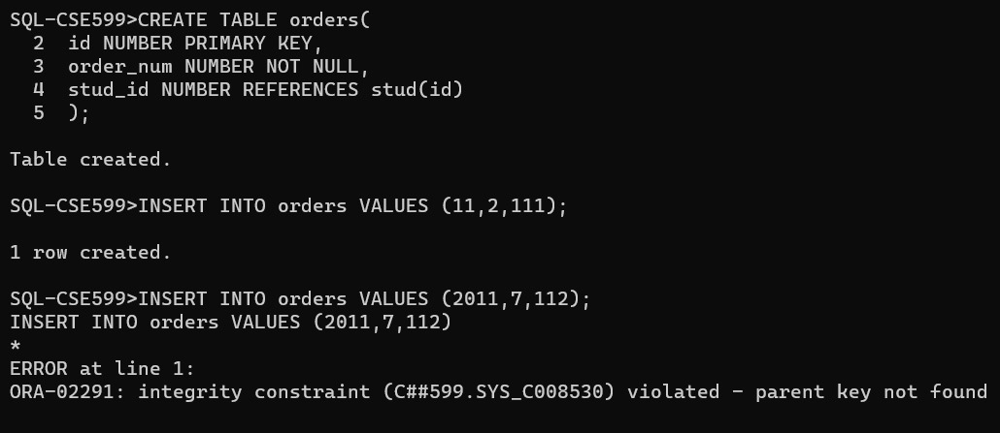 SQL-CSE599>CREATE TABLE orders(
  2  id NUMBER PRIMARY KEY,
  3  order_num NUMBER NOT NULL,
  4  stud_id NUMBER REFERENCES stud(id)
  5  );
Table created.
SQL-CSE599>INSERT INTO orders VALUES (11,2,111);
1 row created.
SQL-CSE599>INSERT INTO orders VALUES (2011,7,112);
INSERT INTO orders VALUES (2011,7,112)
*
ERROR at line 1:
ORA-02291: integrity constraint (C##599.SYS_C008530) violated - parent key not found